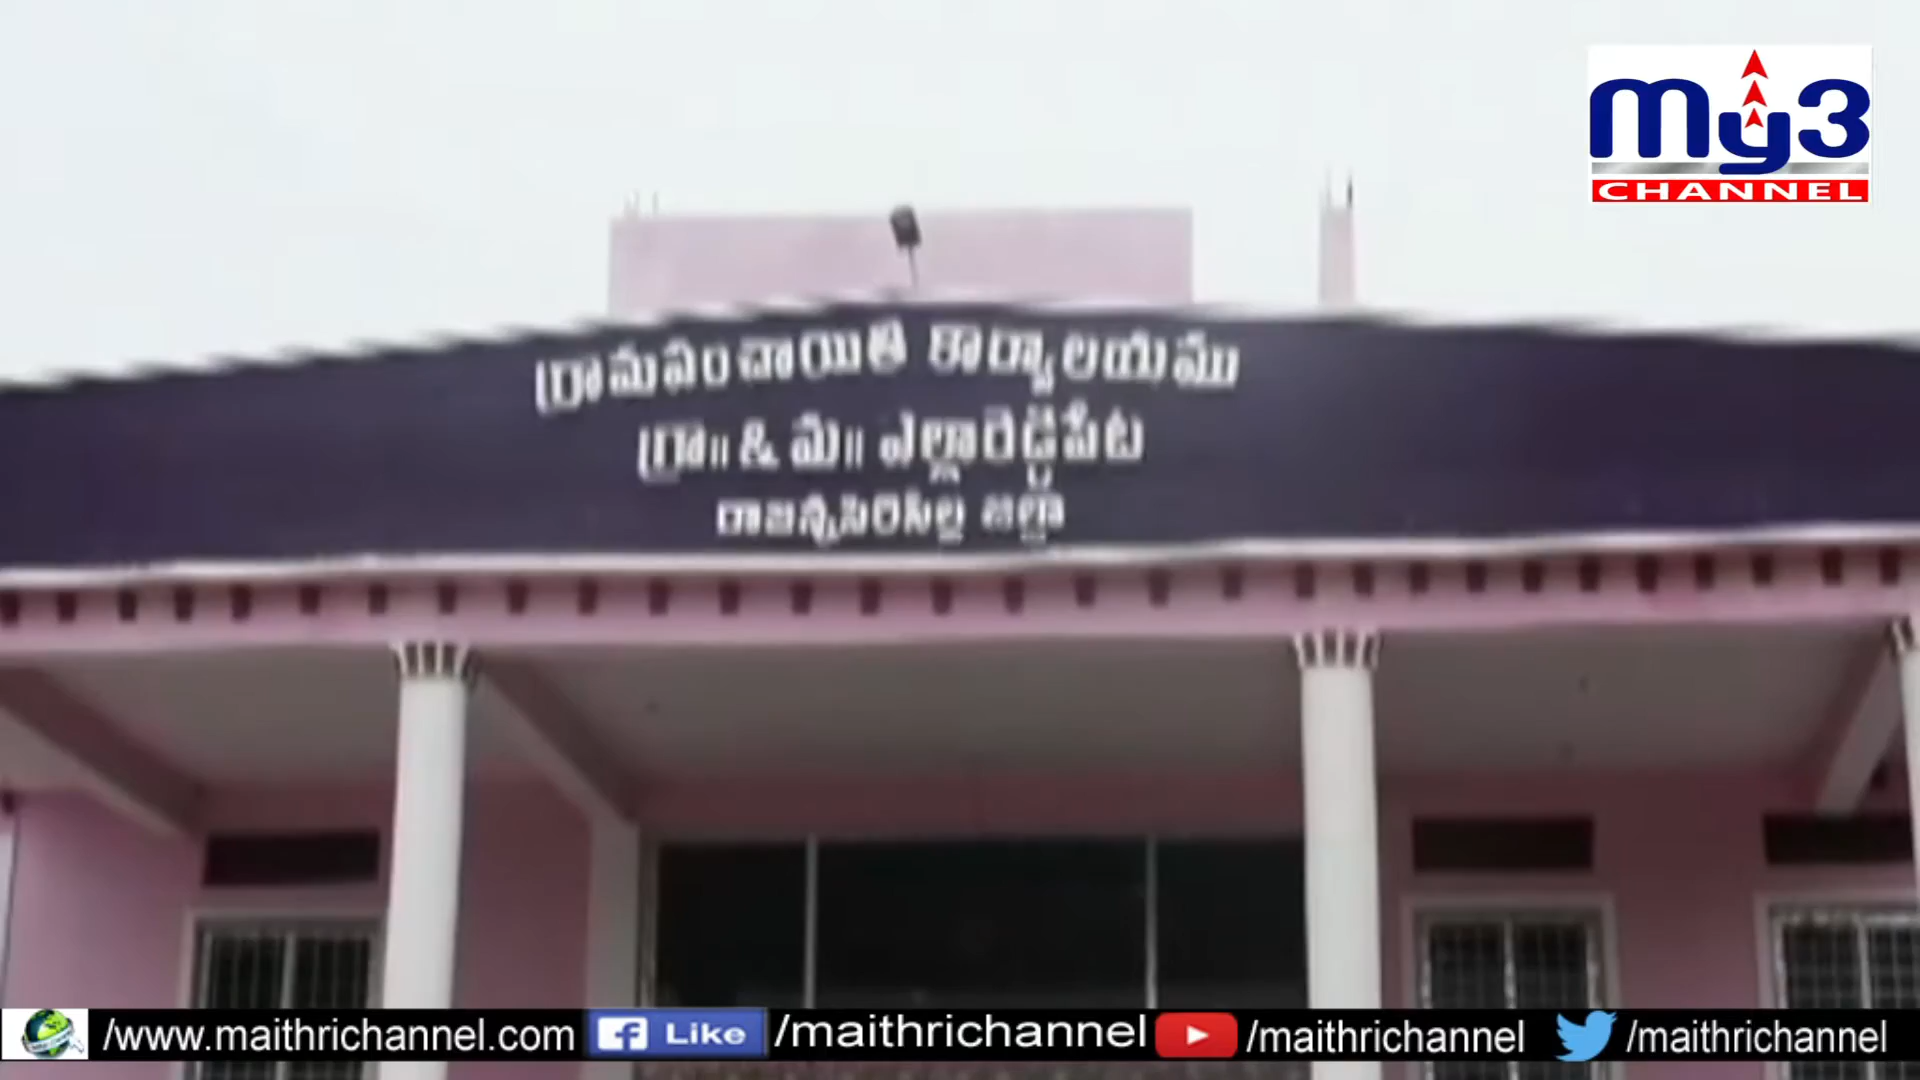 my3
CHANNEL
గ్రామపంచాయితి కార్యాలయము
గ్రా॥ & మ॥ ఎల్లారెడ్డిపేట
రాజన్నసిరిసిల్ల జిల్లా
/www.maithrichannel.com
Like
/maithrichannel
/maithrichannel
/maithrichannel